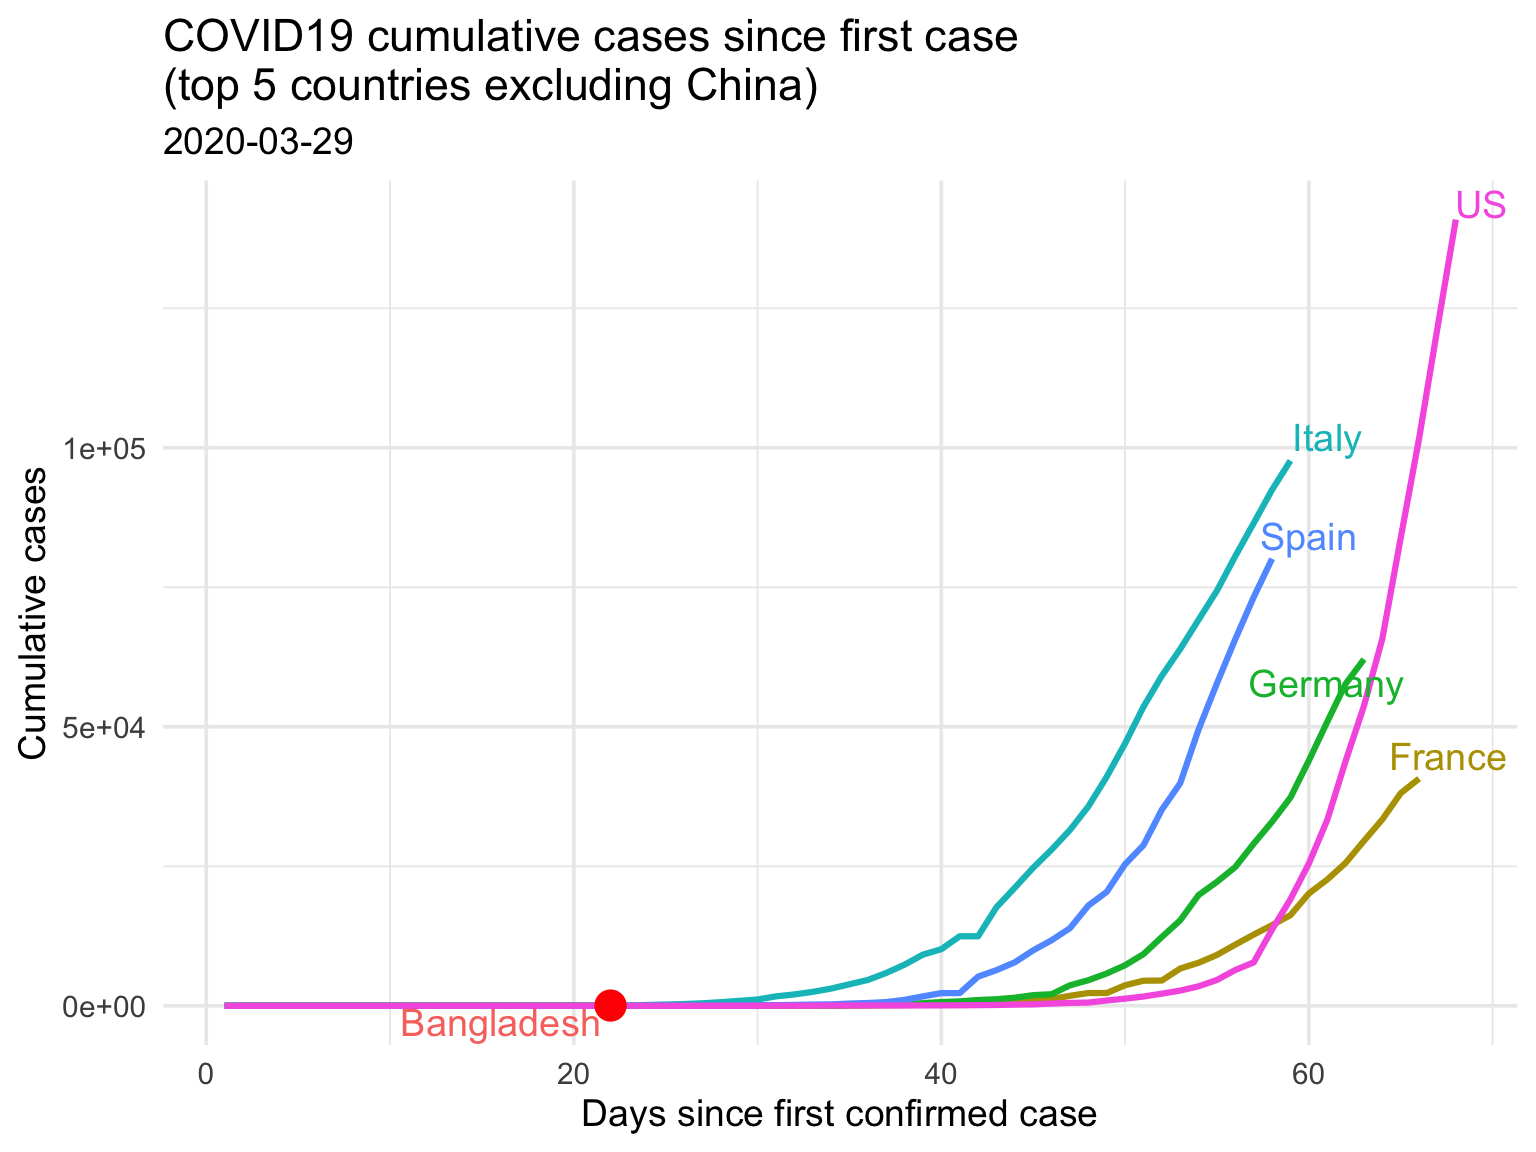 COVID19 cumulative cases since first case
(top 5 countries excluding China)
2020-03-29
US
Italy
1e+05
Spain
Germany
5e+04
France
0e+00
Bangladesh
0
20
40
60
Days since first confirmed case
Cumulative cases